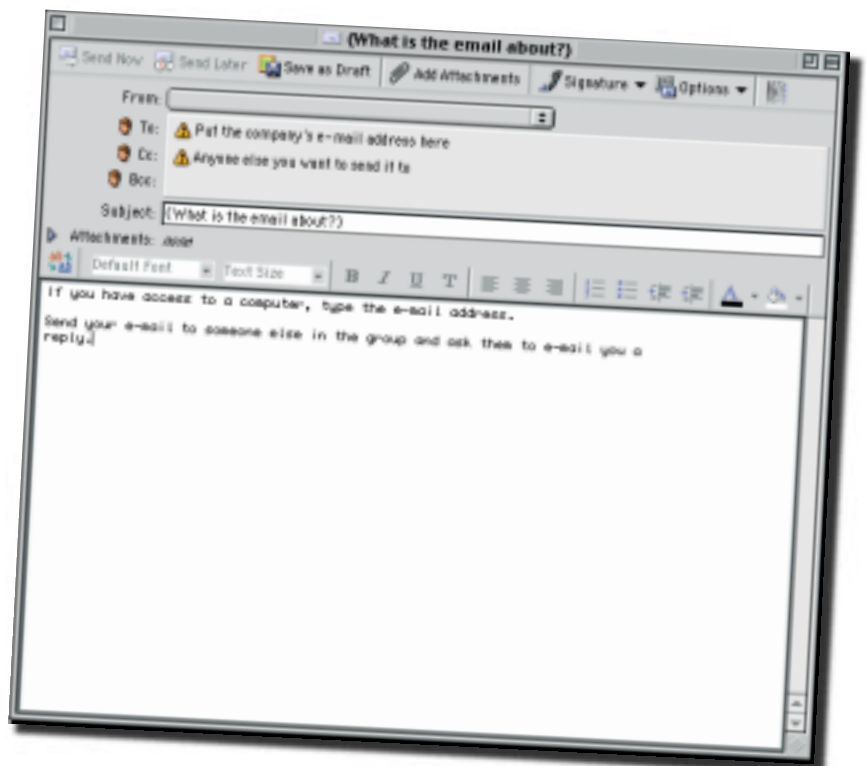 (What is the email about?)
Send Now Send Later Save as Draft Add Attachments Signature Options
From:
To: Put the company's e-mail address here
Cc: Anyone else you want to send it to
Bcc:
Subject: (What is the email about?)
Attachments: none
Default Font Text Size B I U T A
If you have access to a computer, type the e-mail address.
Send your e-mail to someone else in the group and ask them to e-mail you a
reply.